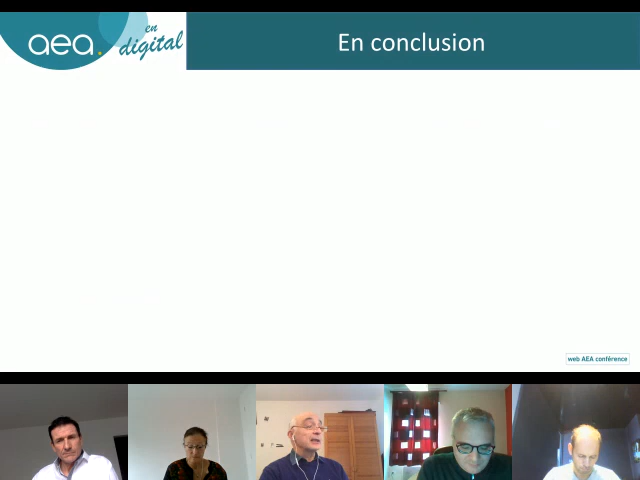 aea.
en
digital
En conclusion
web AEA conférence